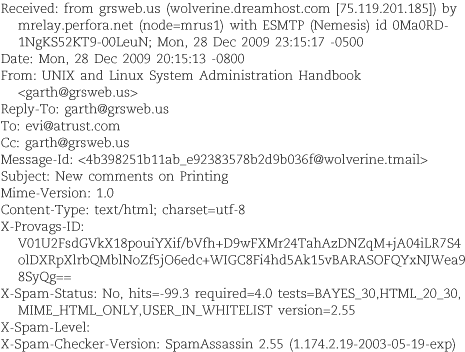 Received: from grsweb.us (wolverine.dreamhost.com [75.119.201.185]) by
mrelay.perfora.net (node=mrus1) with ESMTP (Nemesis) id 0Ma0RD-
1NgKS52KT9-00LeuN; Mon, 28 Dec 2009 23:15:17 -0500
Date: Mon, 28 Dec 2009 20:15:13 -0800
From: UNIX and Linux System Administration Handbook
<garth@grsweb.us>
Reply-To: garth@grsweb.us
To: evi@atrust.com
Cc: garth@grsweb.us
Message-Id: <4b398251b11ab_e92383578b2d9b036f@wolverine.tmail>
Subject: New comments on Printing
Mime-Version: 1.0
Content-Type: text/html; charset=utf-8
X-Provags-ID:
V01U2FsdGVkX18pouiYXif/bVfh+D9wFXMr24TahAzDNZqM+jA04iLR7S4
olDXRpXlrbQMblNoZf5jO6edc+WIGC8Fi4hd5Ak15vBARASOFQYxNJWea9
8SyQg==
X-Spam-Status: No, hits=-99.3 required=4.0 tests=BAYES_30,HTML_20_30,
MIME_HTML_ONLY,USER_IN_WHITELIST version=2.55
X-Spam-Level:
X-Spam-Checker-Version: SpamAssassin 2.55 (1.174.2.19-2003-05-19-exp)